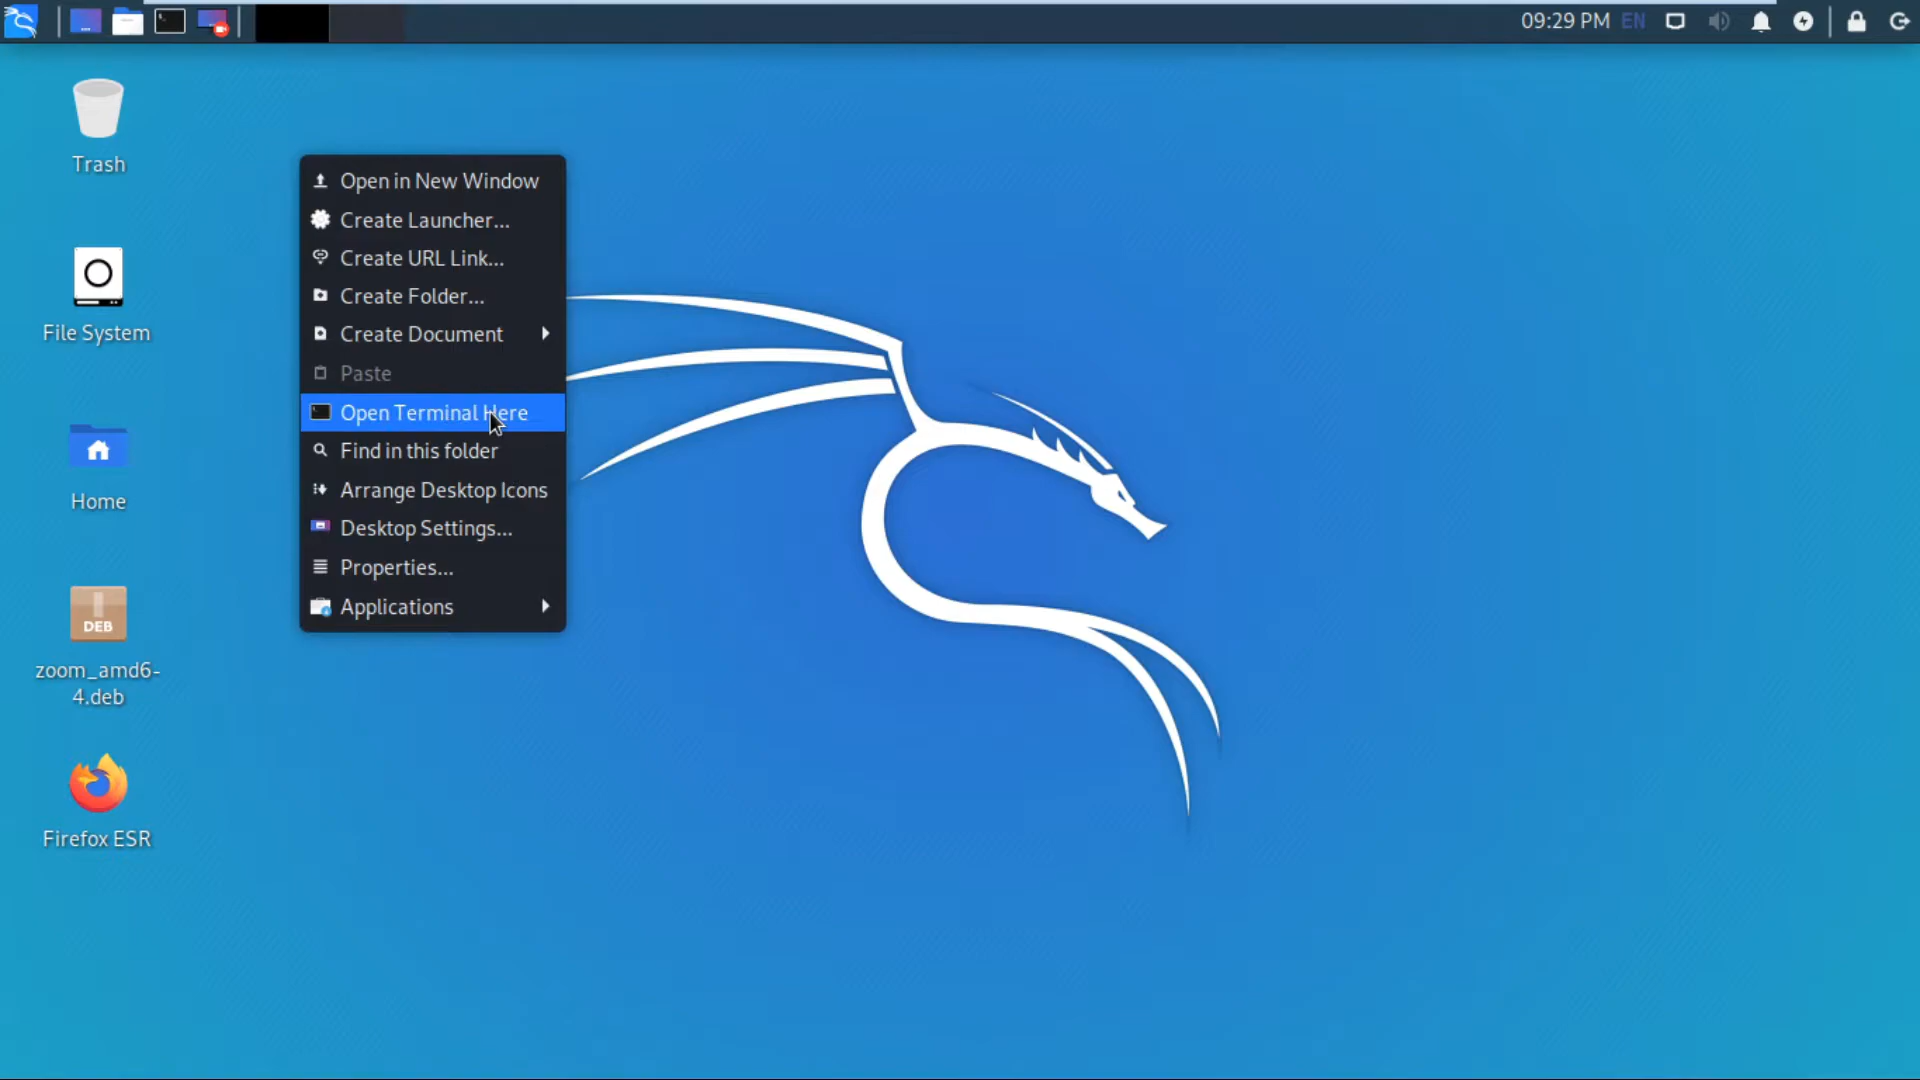 09:29 PM EN
Trash
File System
Home
DEB
zoom_amd6-
4.deb
Firefox ESR
Open in New Window
Create Launcher...
Create URL Link...
Create Folder...
Create Document
Paste
Open Terminal Here
Find in this folder
Arrange Desktop Icons
Desktop Settings...
Properties...
Applications